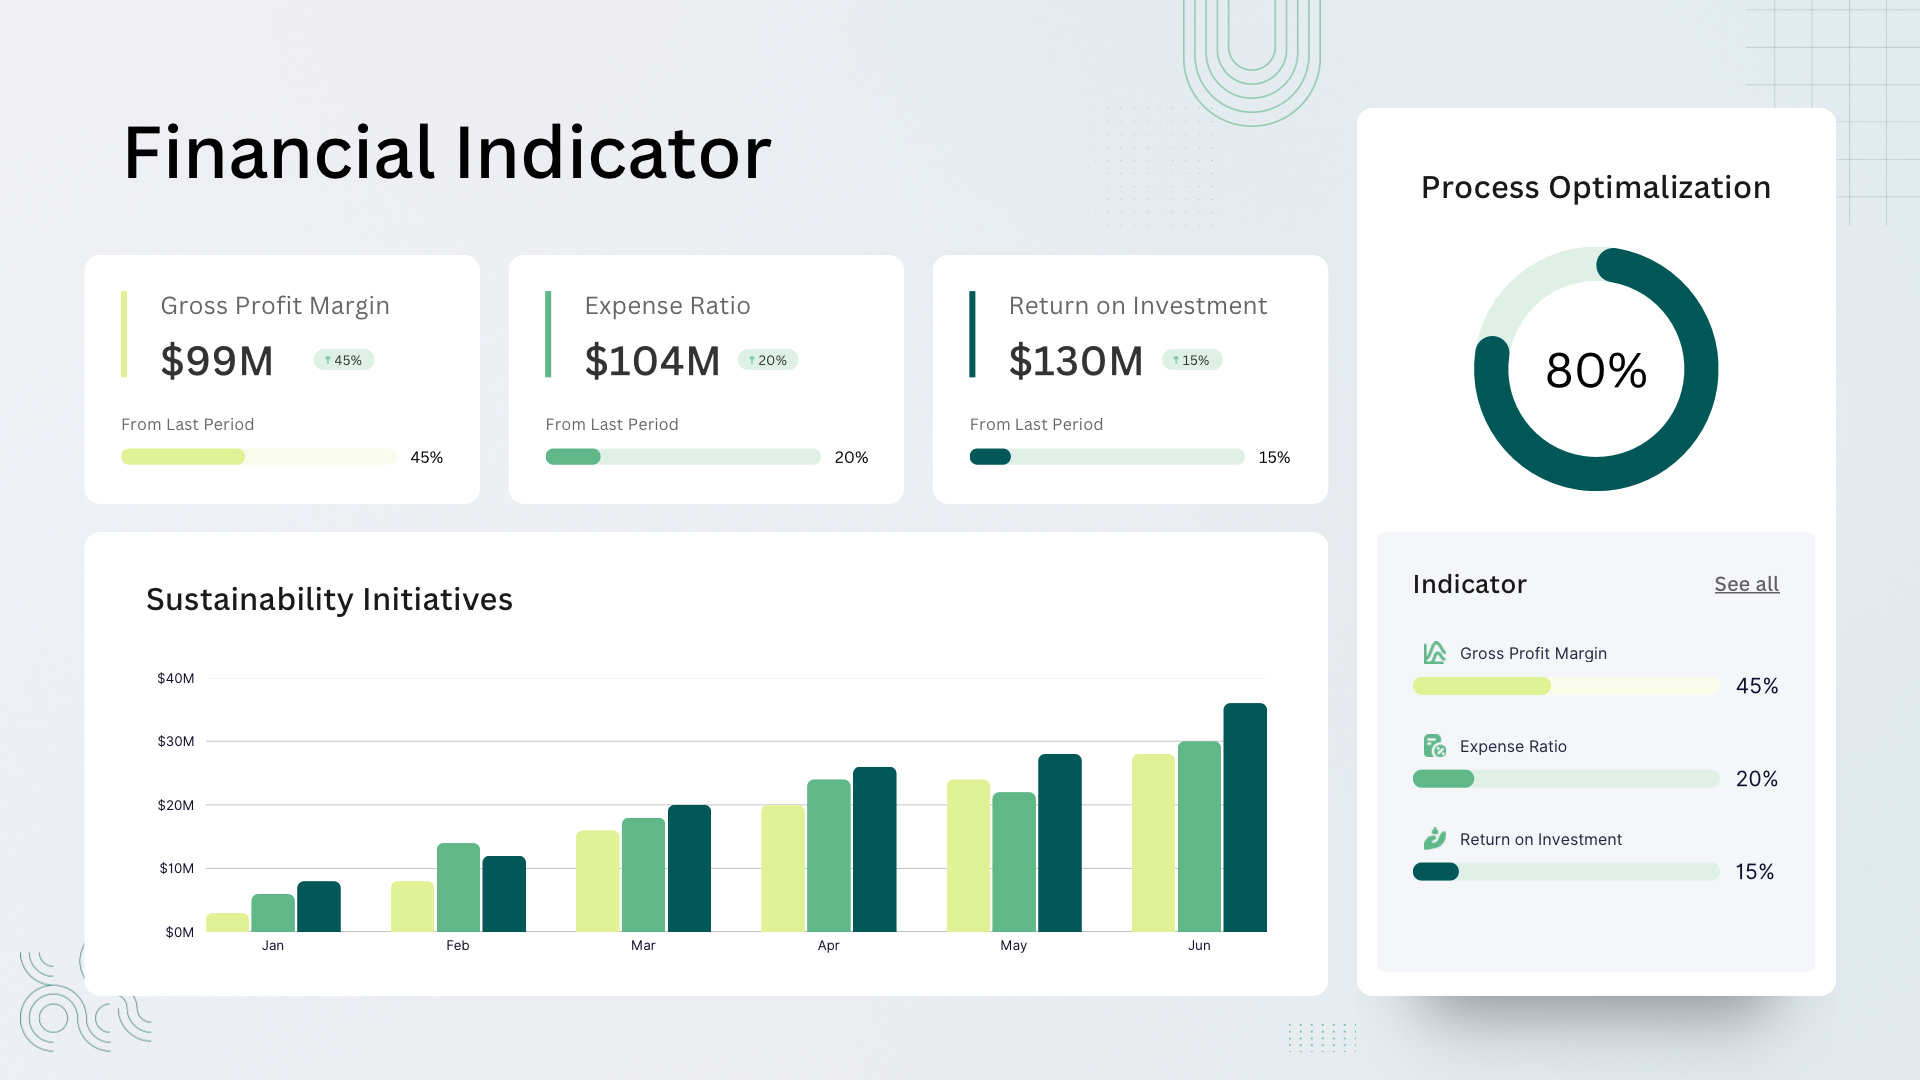 Financial Indicator
Gross Profit Margin
$99M
↑ 45%
From Last Period
45%
Expense Ratio
$104M
↑ 20%
From Last Period
20%
Return on Investment
$130M
↑ 15%
From Last Period
15%
Sustainability Initiatives
$40M
$30M
$20M
$10M
$0M
Jan
Feb
Mar
Apr
May
Jun
Process Optimalization
80%
Indicator
See all
Gross Profit Margin
45%
Expense Ratio
20%
Return on Investment
15%